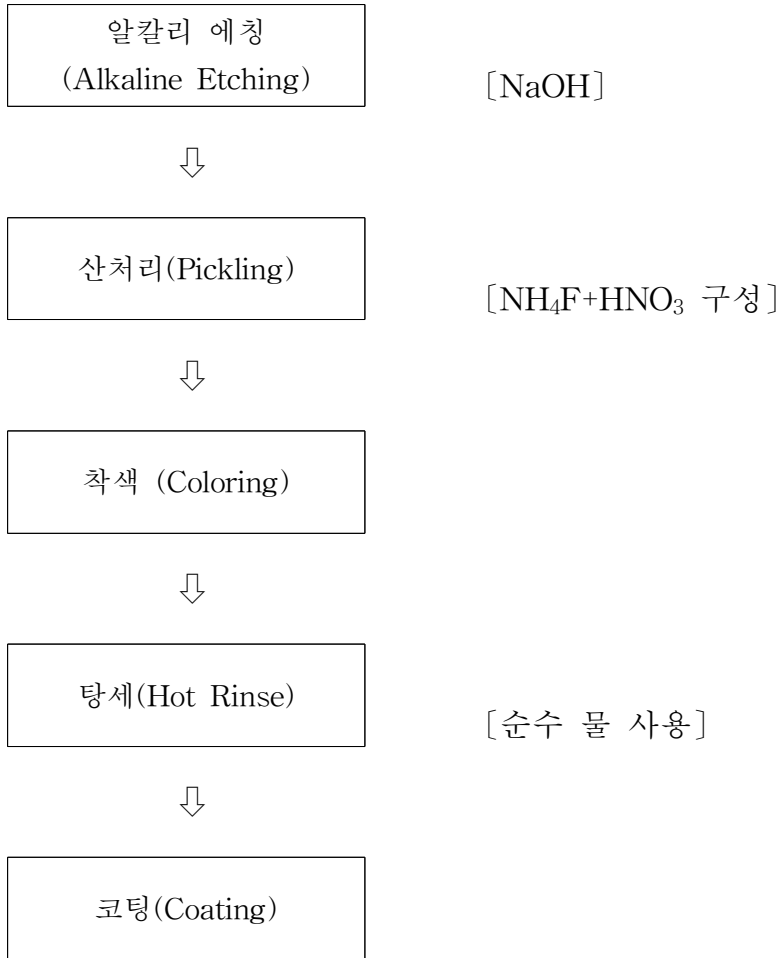 알칼리 에칭
(Alkaline Etching)
[NaOH]
⇩
산처리(Pickling)
[NH₄F+HNO₃ 구성]
⇩
착색 (Coloring)
⇩
탕세(Hot Rinse)
[순수 물 사용]
⇩
코팅(Coating)